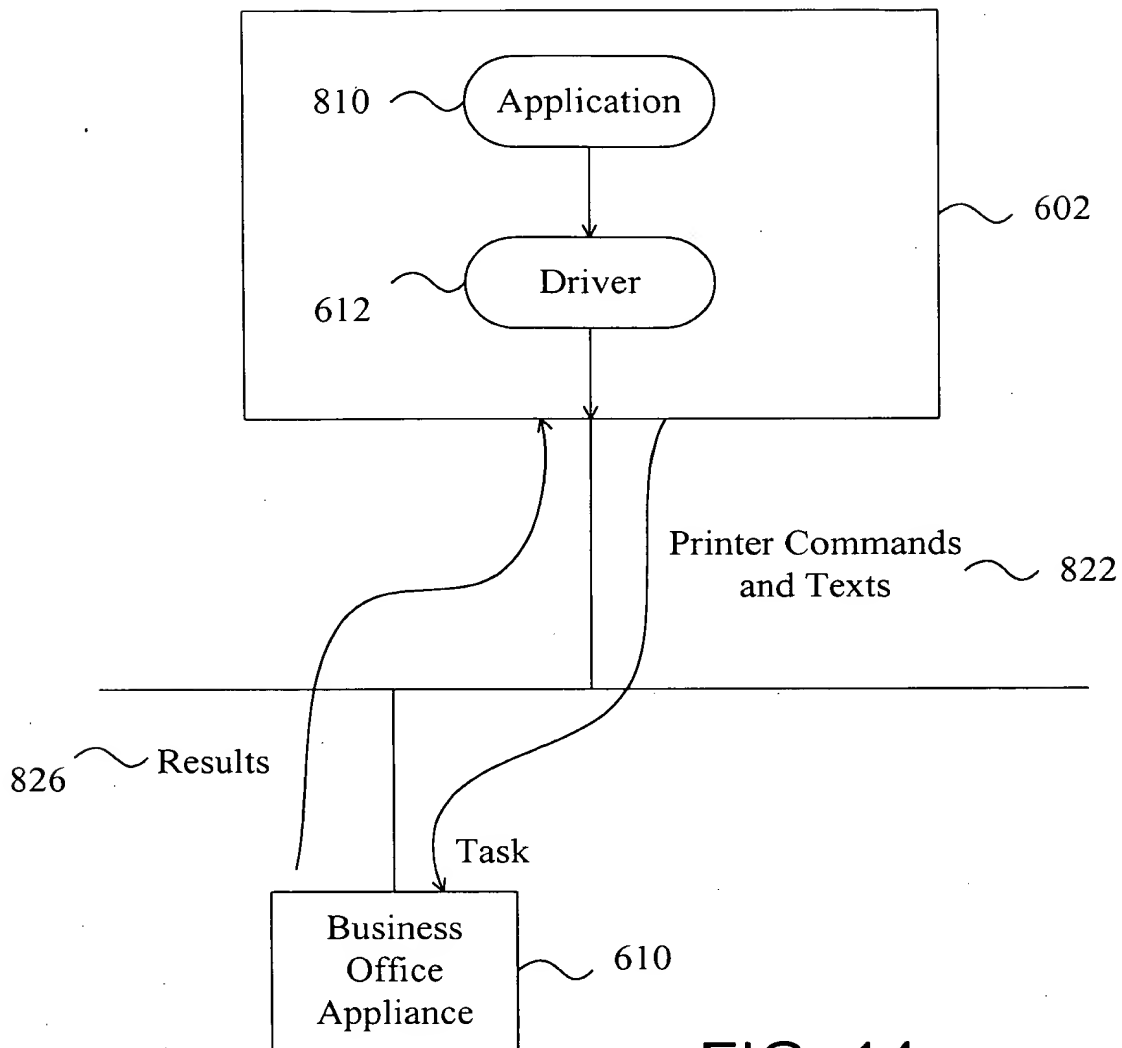 810
Application
602
Driver
612
Printer Commands
and Texts
822
Results
826
Task
Business
Office
Appliance
610